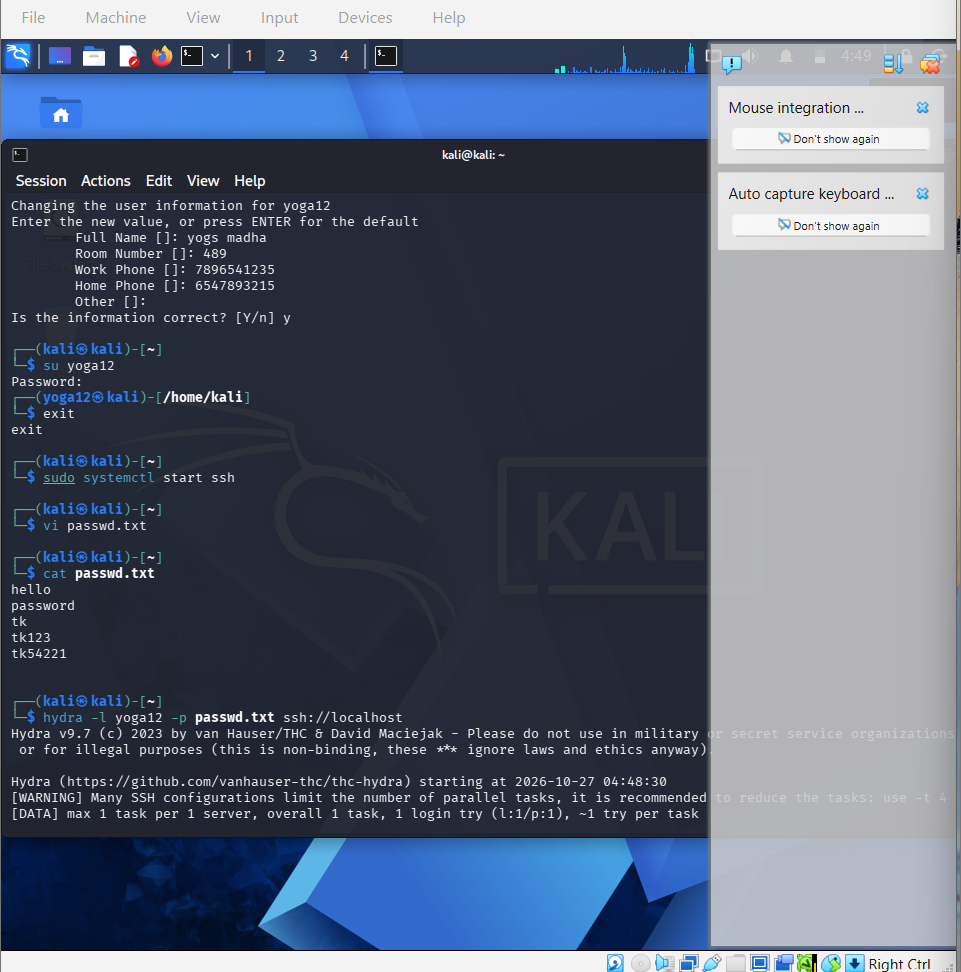 File Machine View Input Devices Help
1 2 3 4 4:49
Mouse integration ...
Don't show again
Auto capture keyboard ...
Don't show again
kali@kali: ~
Session Actions Edit View Help
Changing the user information for yoga12
Enter the new value, or press ENTER for the default
Full Name []: yogs madha
Room Number []: 489
Work Phone []: 7896541235
Home Phone []: 6547893215
Other []:
Is the information correct? [Y/n] y
┌──(kali㉿kali)-[~]
└─$ su yoga12
Password:
┌──(yoga12㉿kali)-[/home/kali]
└─$ exit
exit
┌──(kali㉿kali)-[~]
└─$ sudo systemctl start ssh
┌──(kali㉿kali)-[~]
└─$ vi passwd.txt
┌──(kali㉿kali)-[~]
└─$ cat passwd.txt
hello
password
tk
tk123
tk54221
┌──(kali㉿kali)-[~]
└─$ hydra -l yoga12 -p passwd.txt ssh://localhost
Hydra v9.7 (c) 2023 by van Hauser/THC & David Maciejak - Please do not use in military or secret service organizations
or for illegal purposes (this is non-binding, these *** ignore laws and ethics anyway).
Hydra (https://github.com/vanhauser-thc/thc-hydra) starting at 2026-10-27 04:48:30
[WARNING] Many SSH configurations limit the number of parallel tasks, it is recommended to reduce the tasks: use -t 4
[DATA] max 1 task per 1 server, overall 1 task, 1 login try (l:1/p:1), ~1 try per task
KALI
Right Ctrl